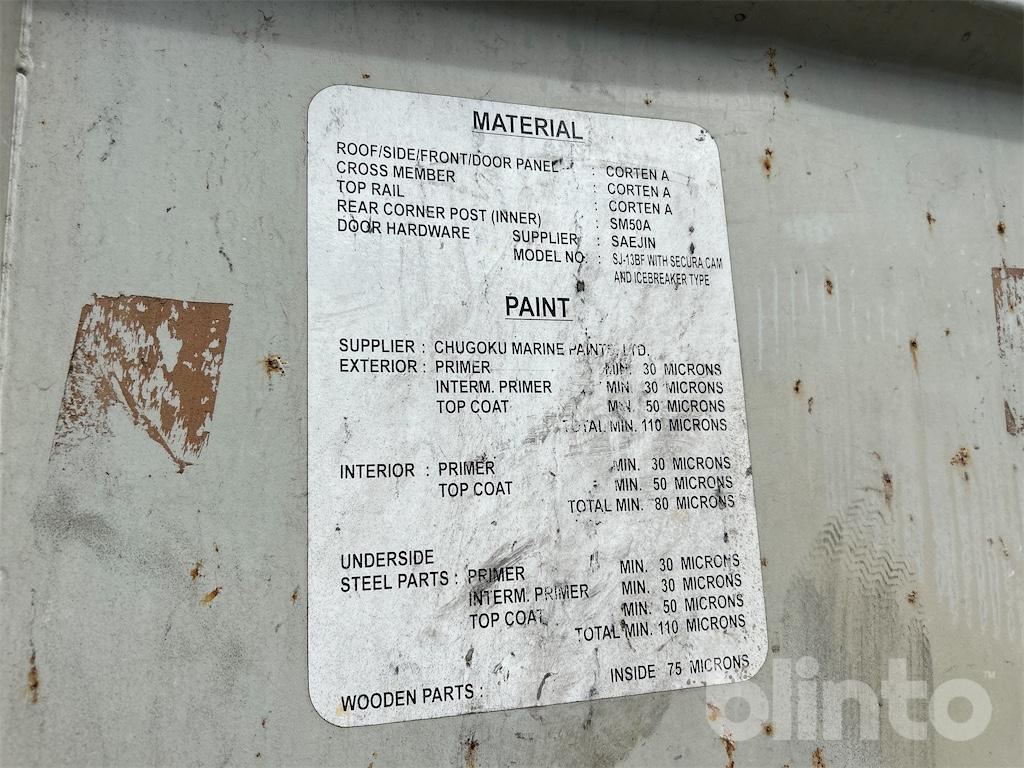 MATERIAL
ROOF/SIDE/FRONT/DOOR PANEL : CORTEN A
CROSS MEMBER : CORTEN A
TOP RAIL : CORTEN A
REAR CORNER POST (INNER) : SM50A
DOOR HARDWARE SUPPLIER : SAEJIN
MODEL NO. : SJ-13BF WITH SECURA CAM
AND ICEBREAKER TYPE
PAINT
SUPPLIER : CHUGOKU MARINE PAINTS, LTD.
EXTERIOR : PRIMER MIN. 30 MICRONS
INTERM. PRIMER MIN. 30 MICRONS
TOP COAT MIN. 50 MICRONS
TOTAL MIN. 110 MICRONS
INTERIOR : PRIMER MIN. 30 MICRONS
TOP COAT MIN. 50 MICRONS
TOTAL MIN. 80 MICRONS
UNDERSIDE
STEEL PARTS : PRIMER MIN. 30 MICRONS
INTERM. PRIMER MIN. 30 MICRONS
TOP COAT MIN. 50 MICRONS
TOTAL MIN. 110 MICRONS
WOODEN PARTS : INSIDE 75 MICRONS
blinto™